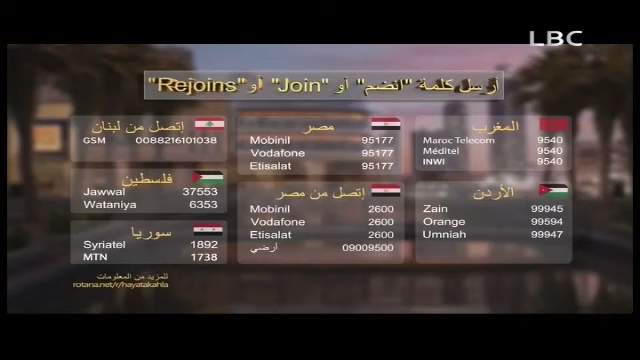 LBC
أرسل كلمة "انضم" أو "Join" أو "Rejoins"
إتصل من لبنان
GSM 0088216101038
فلسطين
Jawwal 37553
Wataniya 6353
سوريا
Syriatel 1892
MTN 1738
مصر
Mobinil 95177
Vodafone 95177
Etisalat 95177
إتصل من مصر
Mobinil 2600
Vodafone 2600
Etisalat 2600
أرضي 09009500
المغرب
Maroc Telecom 9540
Méditel 9540
INWI 9540
الأردن
Zain 99945
Orange 99594
Umniah 99947
للمزيد من المعلومات
rotana.net/r/hayatakahla